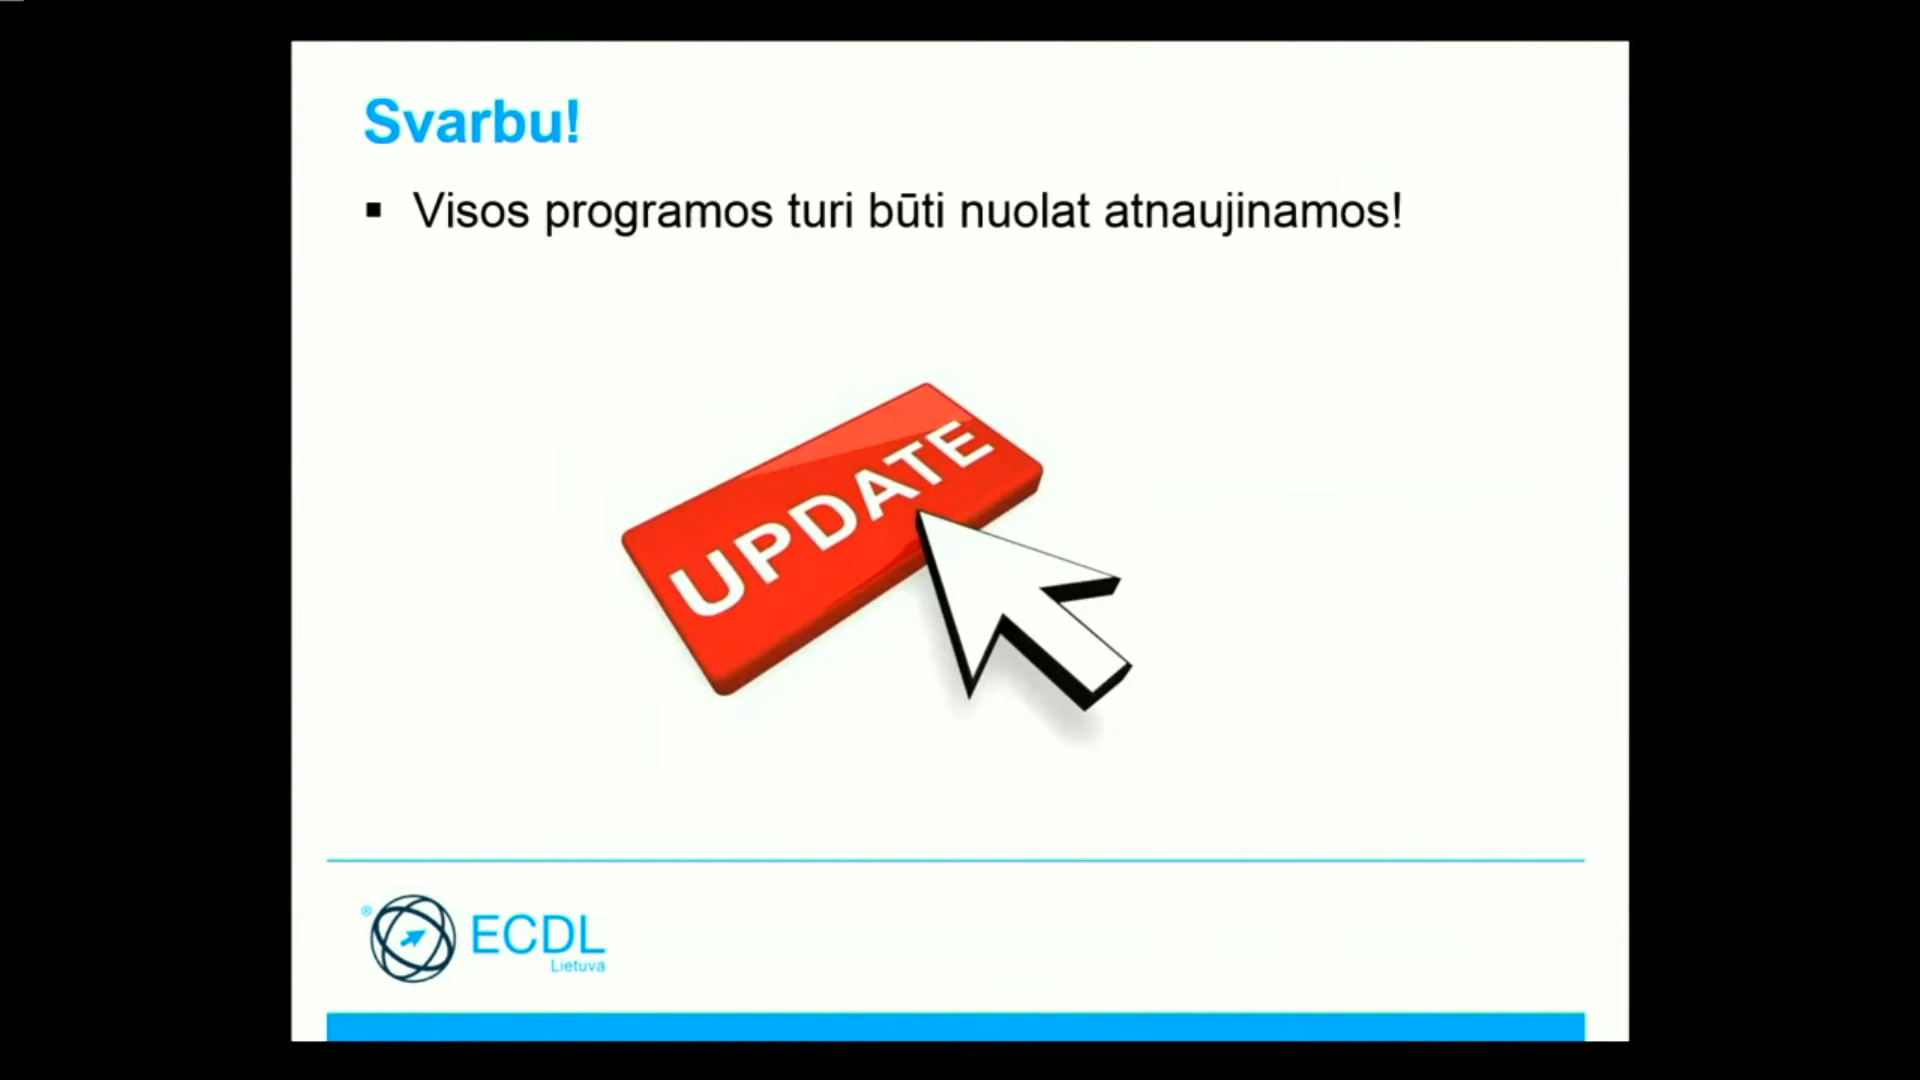 Svarbu!
▪ Visos programos turi būti nuolat atnaujinamos!
UPDATE
® ECDL
Lietuva